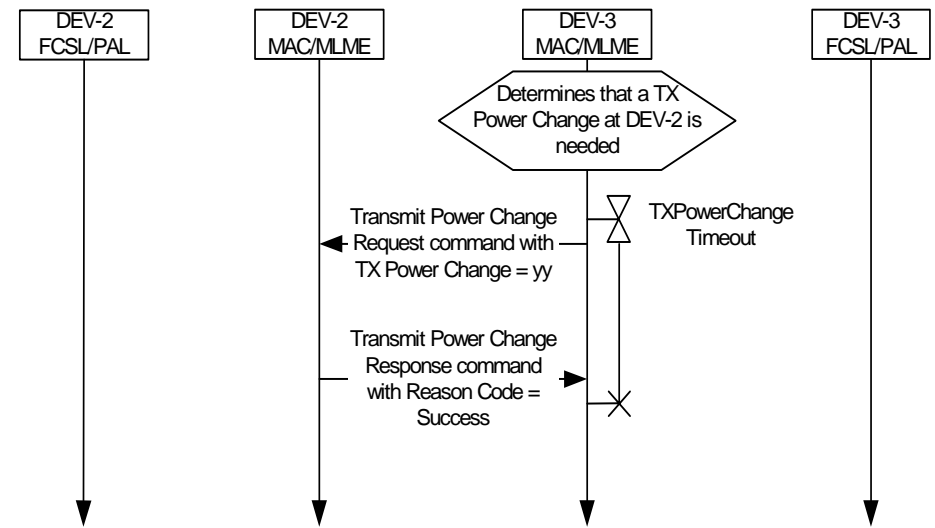 DEV-2
FCSL/PAL
DEV-2
MAC/MLME
DEV-3
MAC/MLME
DEV-3
FCSL/PAL
Determines that a TX
Power Change at DEV-2 is
needed
TXPowerChange
Timeout
Transmit Power Change
Request command with
TX Power Change = yy
Transmit Power Change
Response command
with Reason Code =
Success